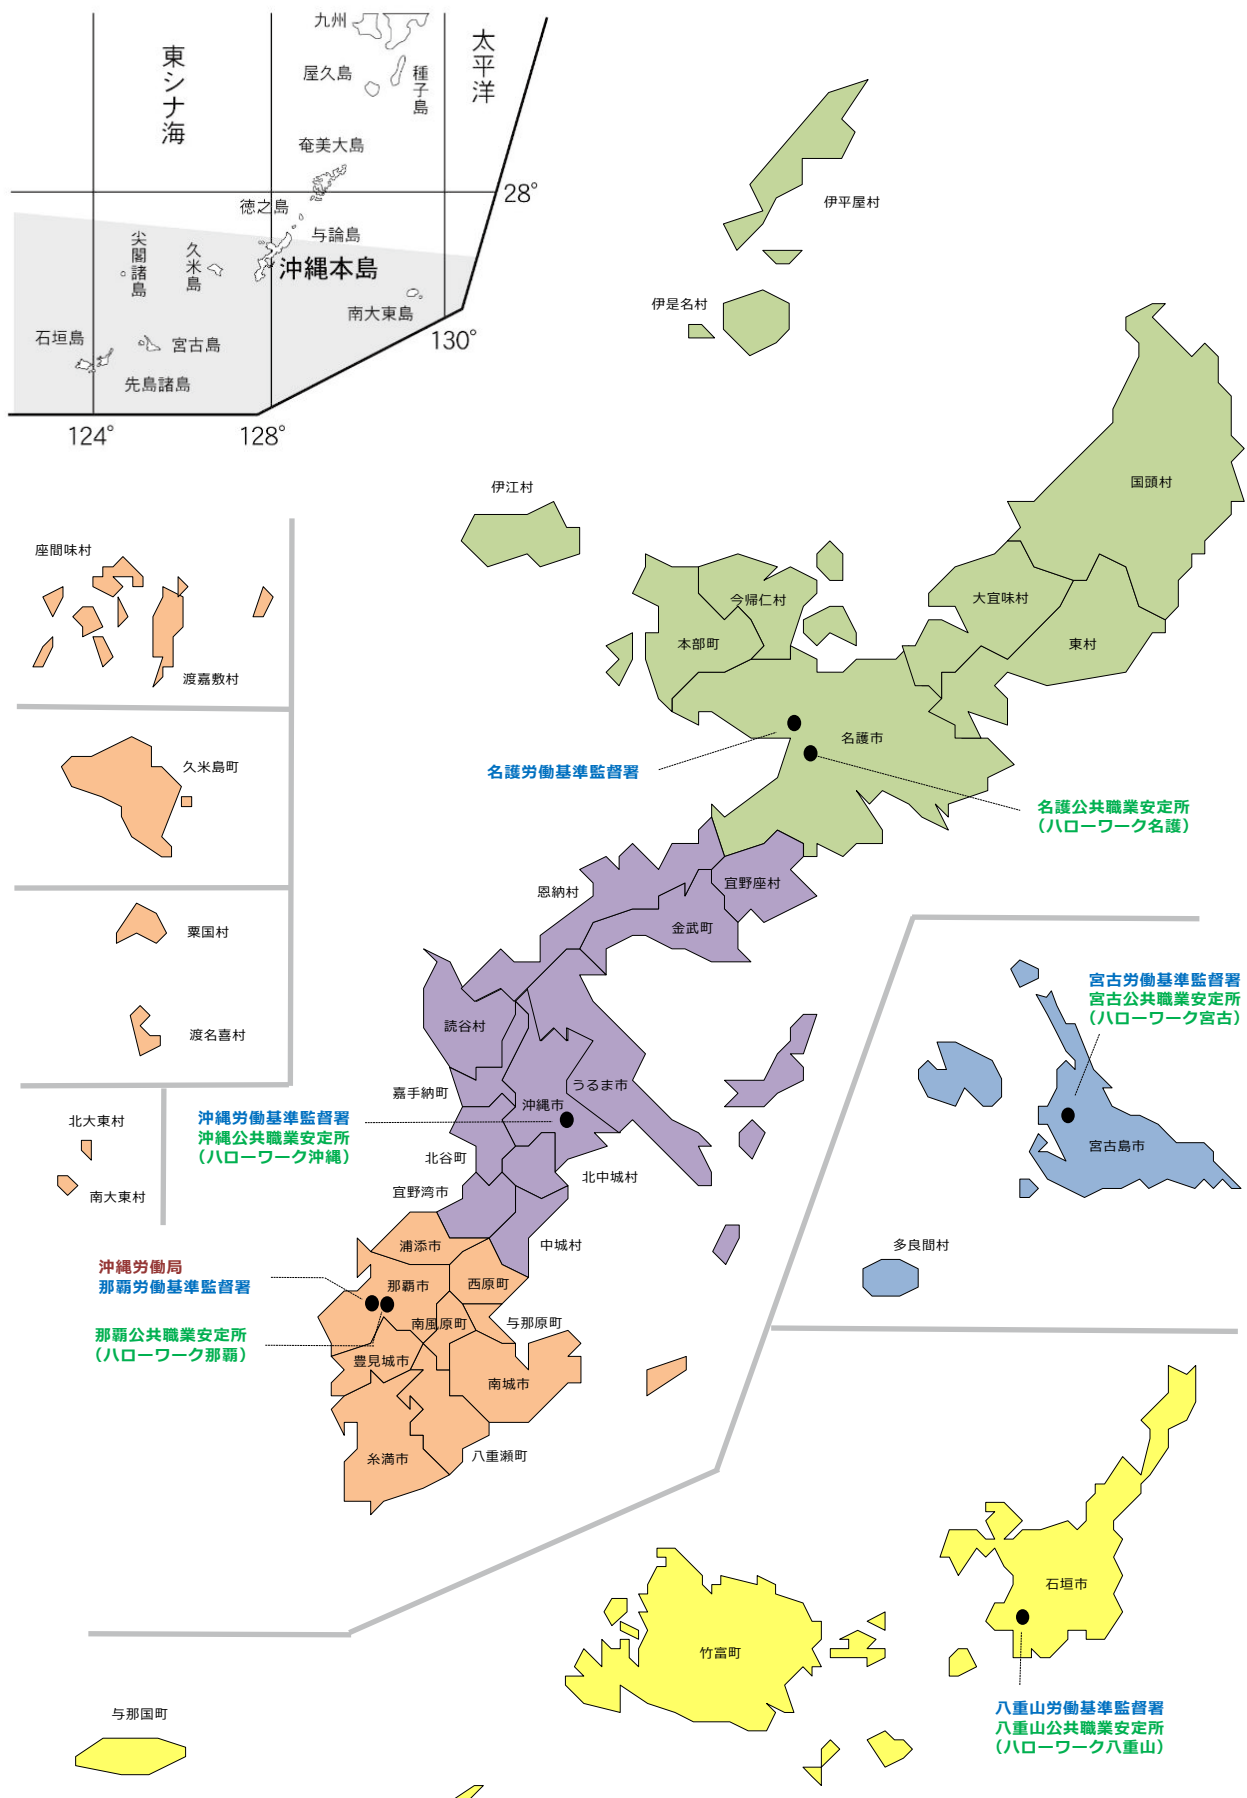 九州
太平洋
東シナ海
屋久島
種子島
奄美大島
28°
徳之島
与論島
尖閣諸島
久米島
沖縄本島
南大東島
石垣島
宮古島
130°
先島諸島
124°
128°
伊平屋村
伊是名村
国頭村
伊江村
座間味村
大宜味村
今帰仁村
本部町
東村
渡嘉敷村
名護市
久米島町
名護労働基準監督署
名護公共職業安定所
（ハローワーク名護）
恩納村
宜野座村
金武町
粟国村
宮古労働基準監督署
宮古公共職業安定所
（ハローワーク宮古）
読谷村
渡名喜村
嘉手納町
うるま市
沖縄市
北大東村
沖縄労働基準監督署
沖縄公共職業安定所
（ハローワーク沖縄）
宮古島市
北谷町
北中城村
南大東村
宜野湾市
浦添市
中城村
多良間村
沖縄労働局
那覇労働基準監督署
那覇市
西原町
南風原町
与那原町
那覇公共職業安定所
（ハローワーク那覇）
豊見城市
南城市
糸満市
八重瀬町
石垣市
竹富町
与那国町
八重山労働基準監督署
八重山公共職業安定所
（ハローワーク八重山）